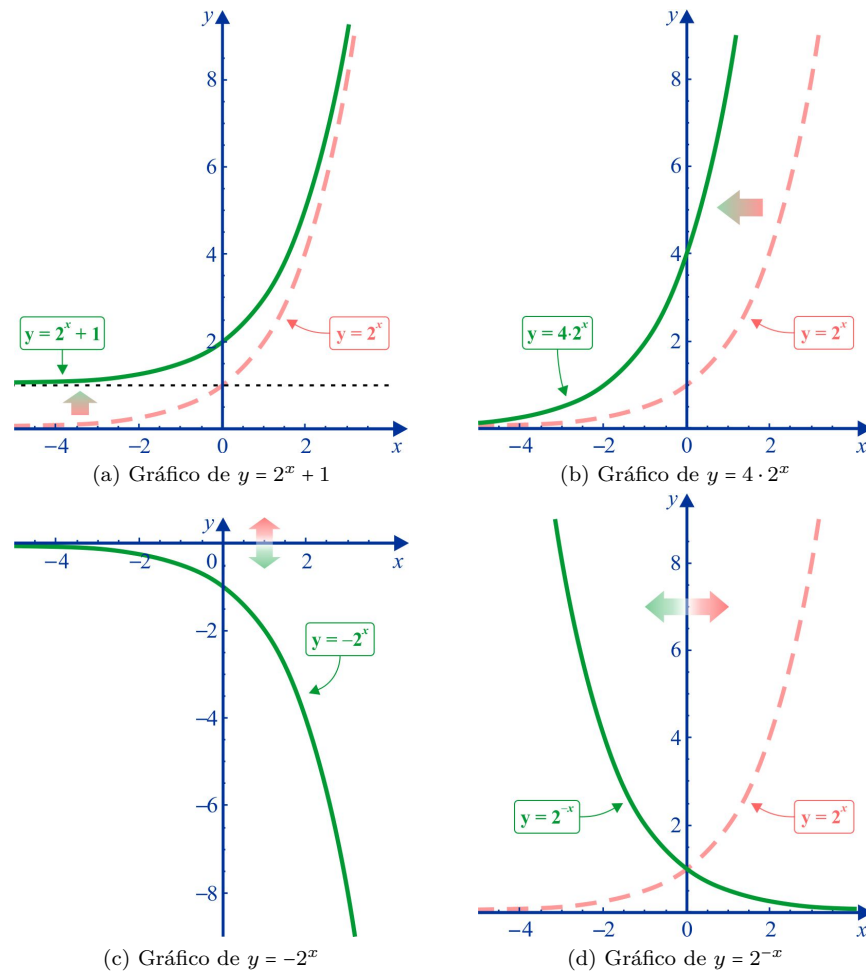 y
8
6
4
2
y = 2^x + 1
y = 2^x
−4 −2 0 2 x
(a) Gráfico de y = 2^x + 1
y
8
6
4
2
y = 4·2^x
y = 2^x
−4 −2 0 2 x
(b) Gráfico de y = 4 · 2^x
y
−4 −2 0 2 x
−2
y = −2^x
−4
−6
−8
(c) Gráfico de y = −2^x
y
8
6
4
2
y = 2^−x
y = 2^x
−4 −2 0 2 x
(d) Gráfico de y = 2^−x